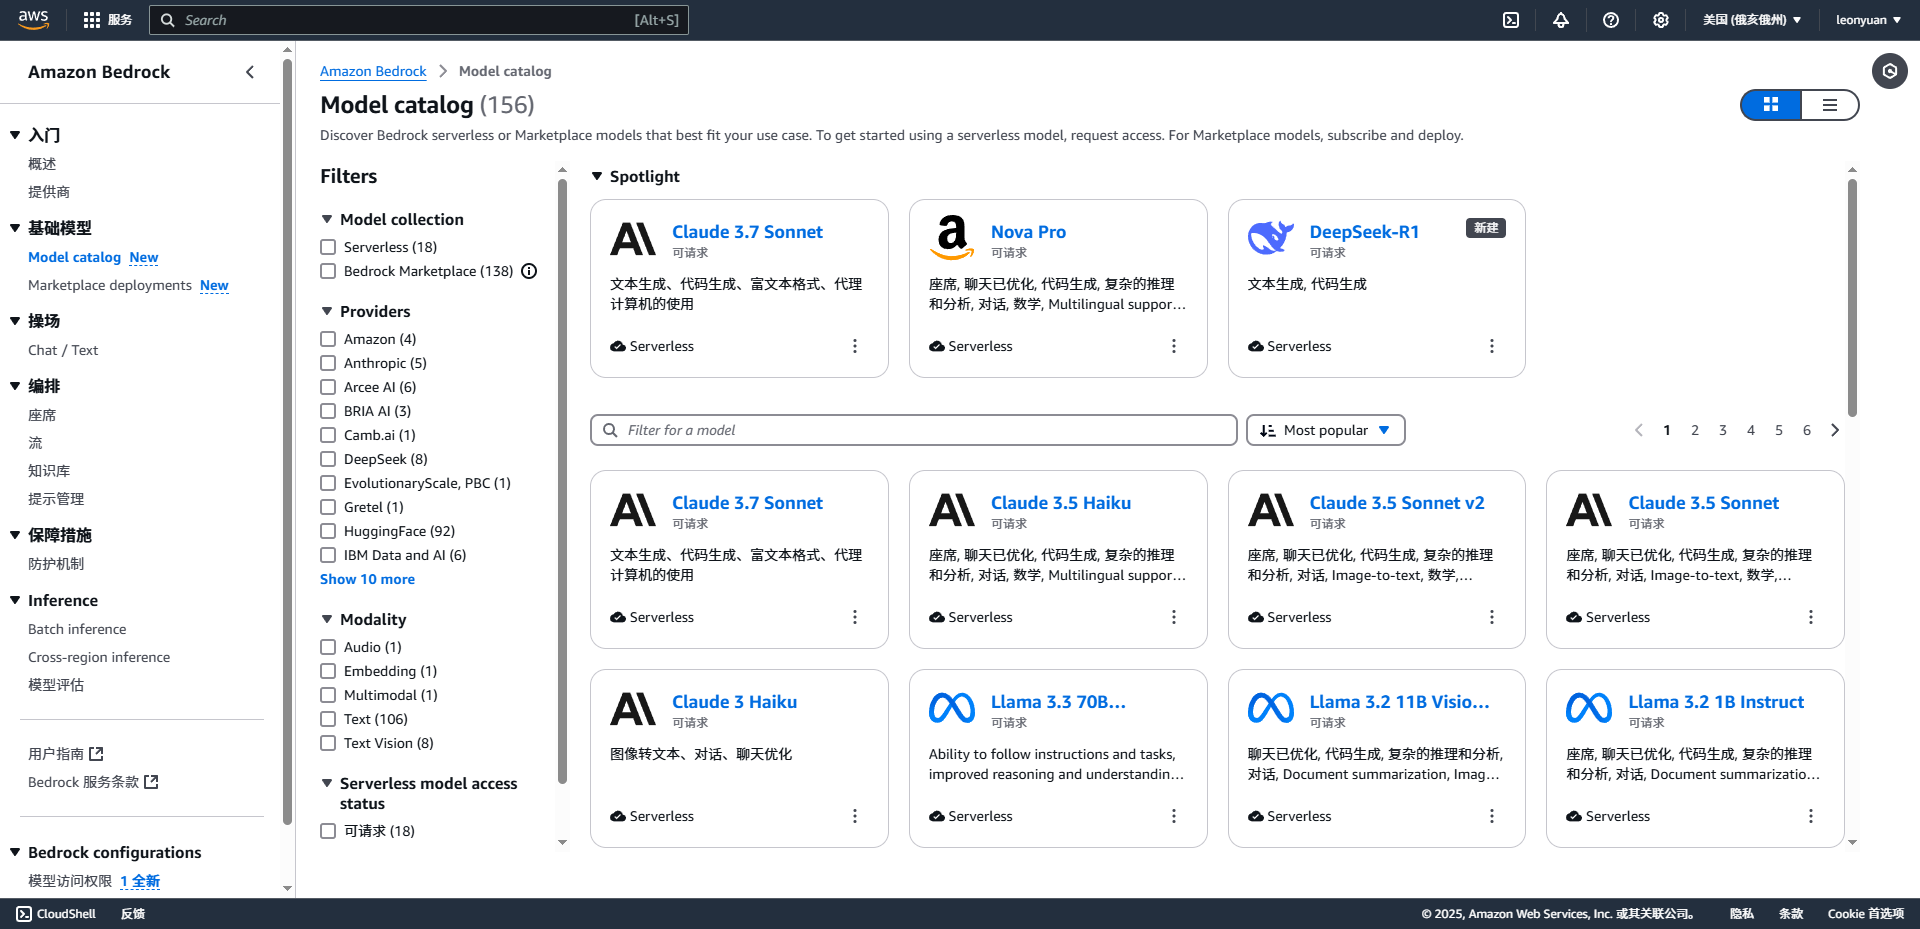 aws
服务
Search
[Alt+S]
美国 (俄亥俄州)
leonyuan
Amazon Bedrock
入门
概述
提供商
基础模型
Model catalog New
Marketplace deployments New
操场
Chat / Text
编排
座席
流
知识库
提示管理
保障措施
防护机制
Inference
Batch inference
Cross-region inference
模型评估
用户指南
Bedrock 服务条款
Bedrock configurations
模型访问权限 1 全新
Amazon Bedrock
Model catalog
Model catalog (156)
Discover Bedrock serverless or Marketplace models that best fit your use case. To get started using a serverless model, request access. For Marketplace models, subscribe and deploy.
Filters
Model collection
Serverless (18)
Bedrock Marketplace (138)
Providers
Amazon (4)
Anthropic (5)
Arcee AI (6)
BRIA AI (3)
Camb.ai (1)
DeepSeek (8)
EvolutionaryScale, PBC (1)
Gretel (1)
HuggingFace (92)
IBM Data and AI (6)
Show 10 more
Modality
Audio (1)
Embedding (1)
Multimodal (1)
Text (106)
Text Vision (8)
Serverless model access
status
可请求 (18)
Spotlight
Claude 3.7 Sonnet
可请求
文本生成、代码生成、富文本格式、代理
计算机的使用
Serverless
Nova Pro
可请求
座席, 聊天已优化, 代码生成, 复杂的推理
和分析, 对话, 数学, Multilingual suppor...
Serverless
DeepSeek-R1
新建
可请求
文本生成, 代码生成
Serverless
Filter for a model
Most popular
1 2 3 4 5 6
Claude 3.7 Sonnet
可请求
文本生成、代码生成、富文本格式、代理
计算机的使用
Serverless
Claude 3.5 Haiku
可请求
座席, 聊天已优化, 代码生成, 复杂的推理
和分析, 对话, 数学, Multilingual suppor...
Serverless
Claude 3.5 Sonnet v2
可请求
座席, 聊天已优化, 代码生成, 复杂的推理
和分析, 对话, Image-to-text, 数学,...
Serverless
Claude 3.5 Sonnet
可请求
座席, 聊天已优化, 代码生成, 复杂的推理
和分析, 对话, Image-to-text, 数学,...
Serverless
Claude 3 Haiku
可请求
图像转文本、对话、聊天优化
Serverless
Llama 3.3 70B...
可请求
Ability to follow instructions and tasks,
improved reasoning and understandin...
Serverless
Llama 3.2 11B Visio...
可请求
聊天已优化, 代码生成, 复杂的推理和分析,
对话, Document summarization, Imag...
Serverless
Llama 3.2 1B Instruct
可请求
座席, 聊天已优化, 代码生成, 复杂的推理
和分析, 对话, Document summarizatio...
Serverless
CloudShell
反馈
© 2025, Amazon Web Services, Inc. 或其关联公司。
隐私
条款
Cookie 首选项